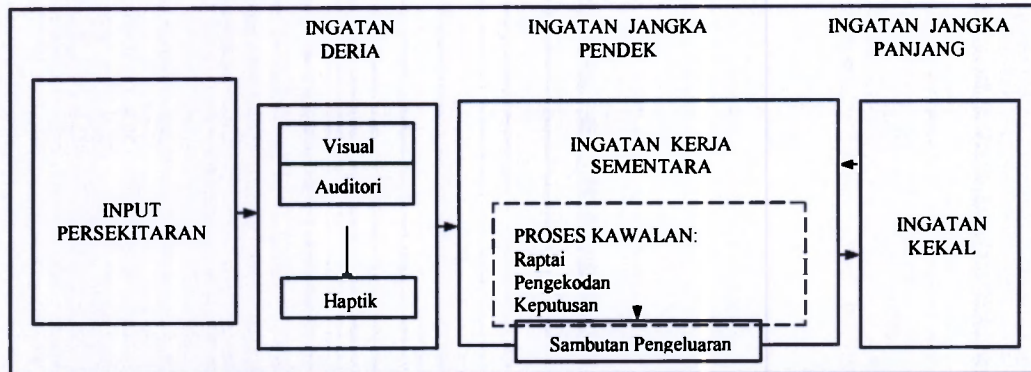 INGATAN
DERIA
INGATAN JANGKA
PENDEK
INGATAN JANGKA
PANJANG
INPUT
PERSEKITARAN
Visual
Auditori
Haptik
INGATAN KERJA
SEMENTARA
PROSES KAWALAN:
Raptai
Pengekodan
Keputusan
Sambutan Pengeluaran
INGATAN
KEKAL